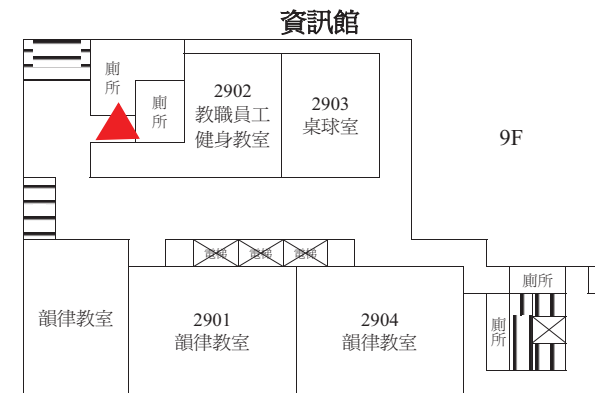 資訊館
廁
所
廁
所
2902
教職員工
健身教室
2903
桌球室
9F
電梯
電梯
電梯
韻律教室
2901
韻律教室
2904
韻律教室
廁所
廁
所